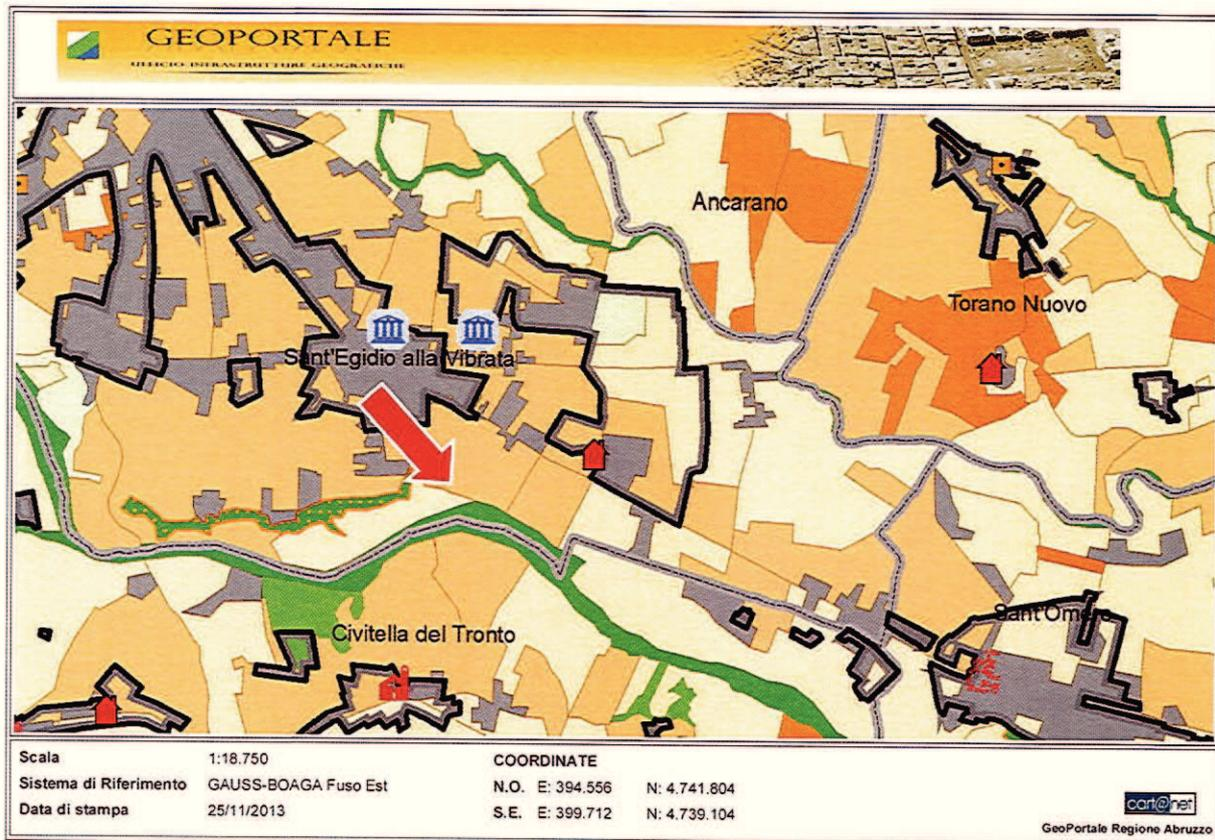 GEOPORTALE
UFFICIO INFRASTRUTTURE GEOGRAFICHE
Ancarano
Torano Nuovo
Sant'Egidio alla Vibrata
Sant'Omero
Civitella del Tronto
Scala 1:18.750
Sistema di Riferimento GAUSS-BOAGA Fuso Est
Data di stampa 25/11/2013
COORDINATE
N.O. E: 394.556 N: 4.741.804
S.E. E: 399.712 N: 4.739.104
cart@net
GeoPortale Regione Abruzzo